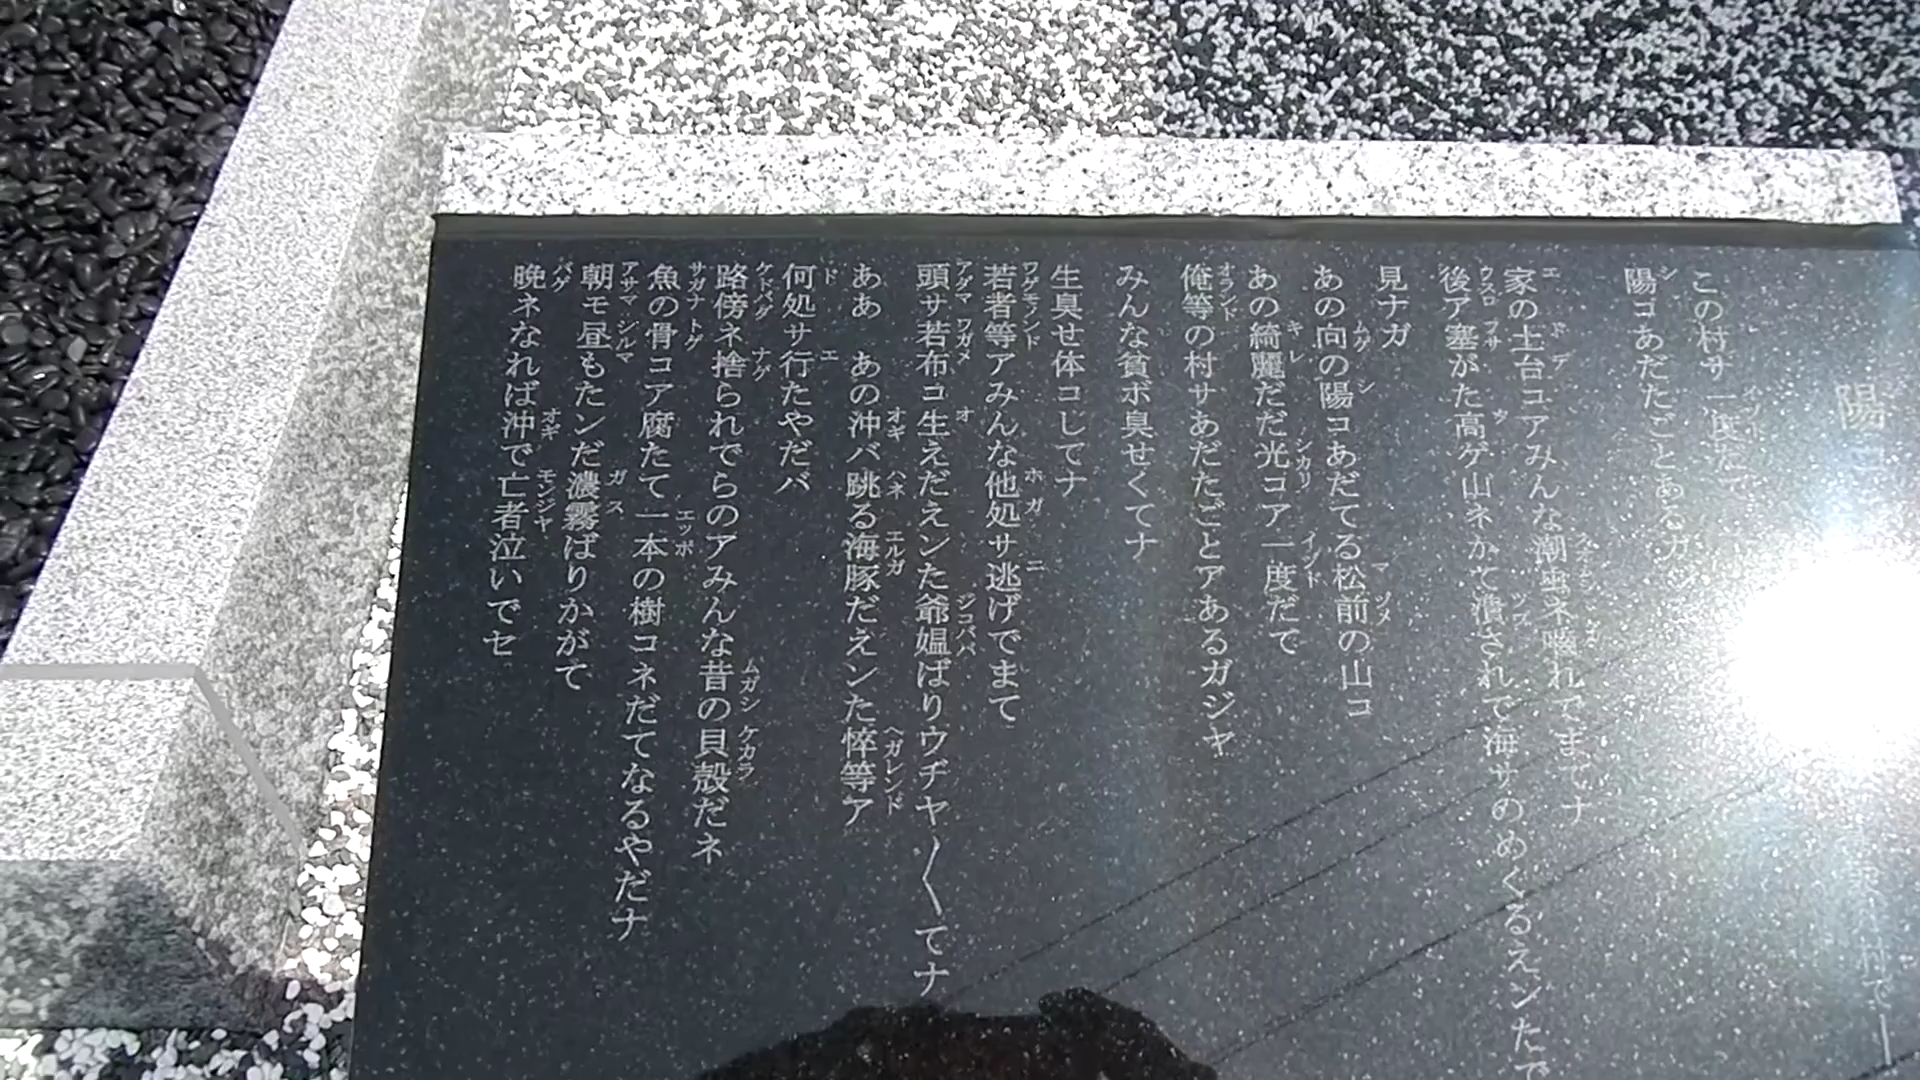 陽
この村サ一度だて
陽コあだたごとあるガジヤ
家の土台コアみんな潮虫ネ噛れでまてナ
後ア塞がた高ゲ山ネかて潰されで海サのめくるえンたで
見ナガ
あの向の陽コあだてる松前の山コ
あの綺麗だだ光コア一度だで
俺等の村サあだたごとアあるガジヤ
みんな貧ボ臭せくてナ
生臭せ体コしてナ
若者等アみんな他処サ逃げでまて
頭サ若布コ生えだえンた爺媼ばりウヂヤ〱てナ
ああ　あの沖バ跳る海豚だえンた悴等ア
何処サ行たやだバ
路傍ネ捨られでらのアみんな昔の貝殻だネ
魚の骨コア腐たて一本の樹コネだてなるやだナ
朝モ昼もたンだ濃霧ばりかがて
晩ネなれば沖で亡者泣いでセ